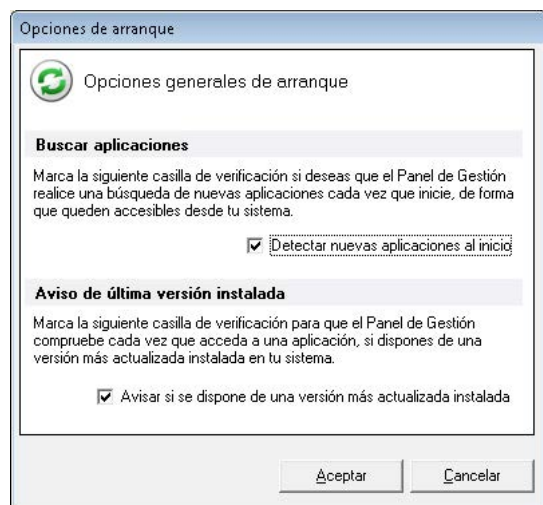 Opciones de arranque
Opciones generales de arranque
Buscar aplicaciones
Marca la siguiente casilla de verificación si deseas que el Panel de Gestión
realice una búsqueda de nuevas aplicaciones cada vez que inicie, de forma
que queden accesibles desde tu sistema.
Detectar nuevas aplicaciones al inicio
Aviso de última versión instalada
Marca la siguiente casilla de verificación para que el Panel de Gestión
compruebe cada vez que acceda a una aplicación, si dispones de una
versión más actualizada instalada en tu sistema.
Avisar si se dispone de una versión más actualizada instalada
Aceptar Cancelar